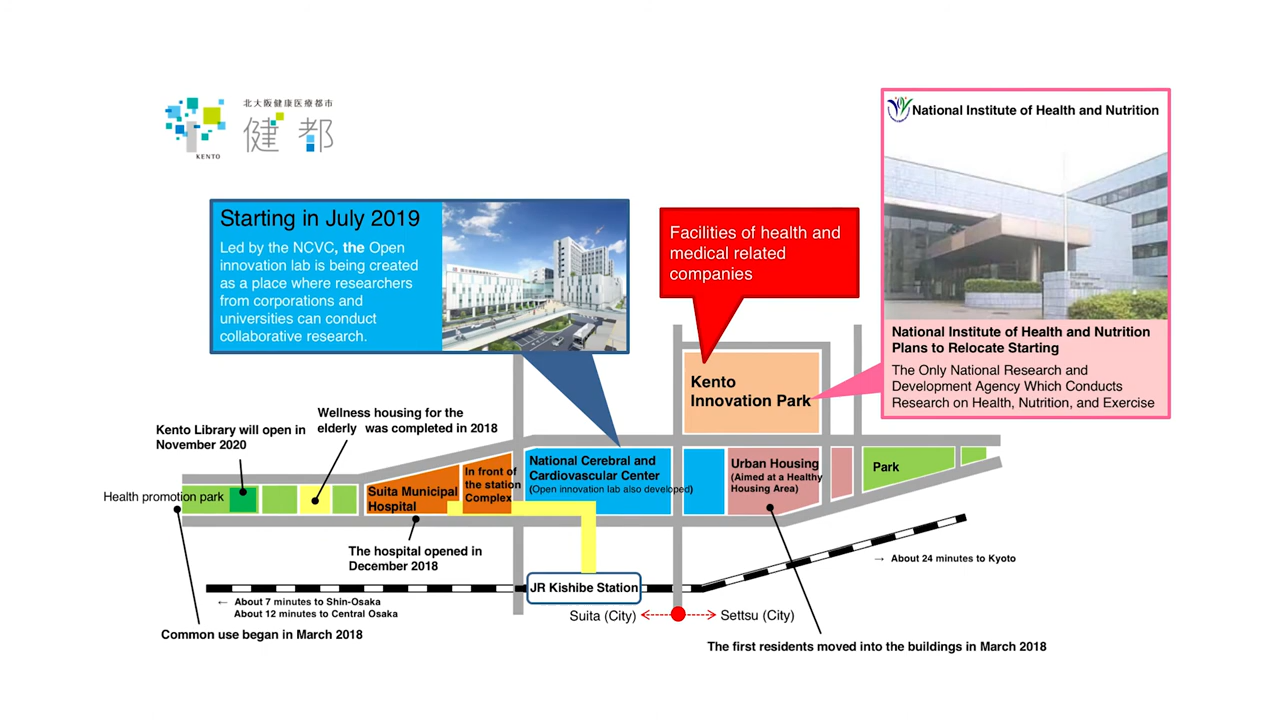 北大阪健康医療都市
健都
KENTO
National Institute of Health and Nutrition
Starting in July 2019
Led by the NCVC, the Open
innovation lab is being created
as a place where researchers
from corporations and
universities can conduct
collaborative research.
Facilities of health and
medical related
companies
National Institute of Health and Nutrition
Plans to Relocate Starting
The Only National Research and
Development Agency Which Conducts
Research on Health, Nutrition, and Exercise
Kento
Innovation Park
Wellness housing for the
elderly was completed in 2018
Kento Library will open in
November 2020
Health promotion park
Suita Municipal
Hospital
In front of
the station
Complex
National Cerebral and
Cardiovascular Center
(Open innovation lab also developed)
Urban Housing
(Aimed at a Healthy
Housing Area)
Park
The hospital opened in
December 2018
→ About 24 minutes to Kyoto
JR Kishibe Station
← About 7 minutes to Shin-Osaka
About 12 minutes to Central Osaka
Suita (City)
Settsu (City)
Common use began in March 2018
The first residents moved into the buildings in March 2018